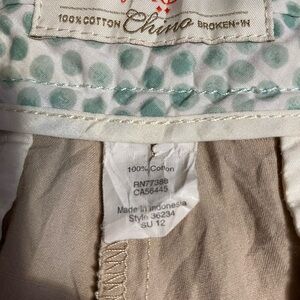 100% COTTON Chino BROKEN-IN
100% Cotton
RN77388
CA56445
Made in Indonesia
Style 36234
SU 12